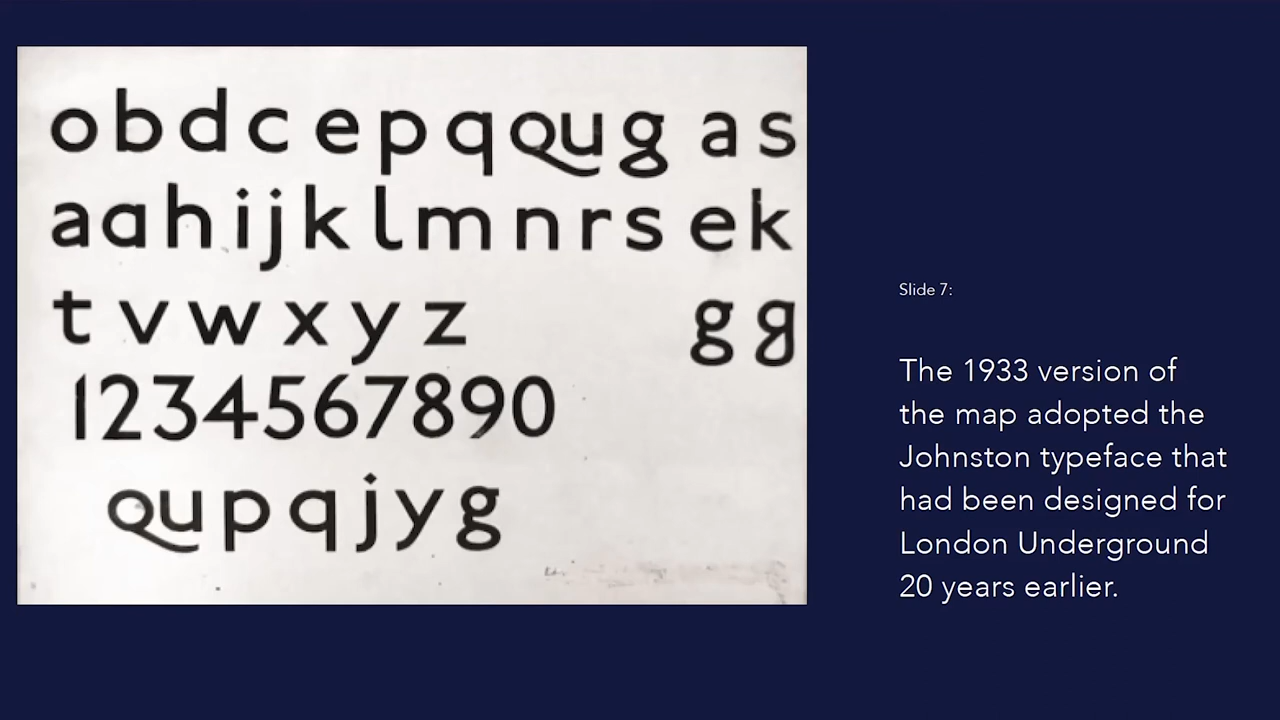 obdcepqqug as
aahijklmnrs ek
tvwxyz gg
1234567890
qupqjyg
Slide 7:
The 1933 version of
the map adopted the
Johnston typeface that
had been designed for
London Underground
20 years earlier.